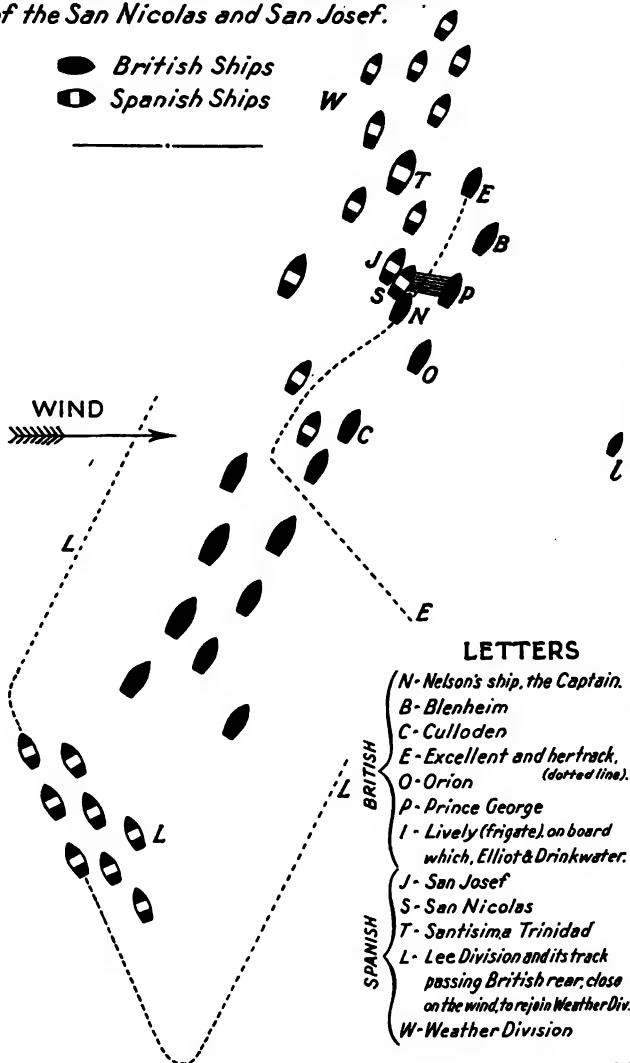 of the San Nicolas and San Josef.
British Ships
Spanish Ships
W
T
E
B
J
S
P
N
O
WIND
C
l
L
E
L
L
LETTERS
BRITISH
N - Nelson's ship, the Captain.
B - Blenheim
C - Culloden
E - Excellent and her track,
(dotted line).
O - Orion
P - Prince George
l - Lively (frigate), on board
which, Elliot & Drinkwater.
SPANISH
J - San Josef
S - San Nicolas
T - Santisima Trinidad
L - Lee Division and its track
passing British rear, close
on the wind, to rejoin Weather Div.
W - Weather Division